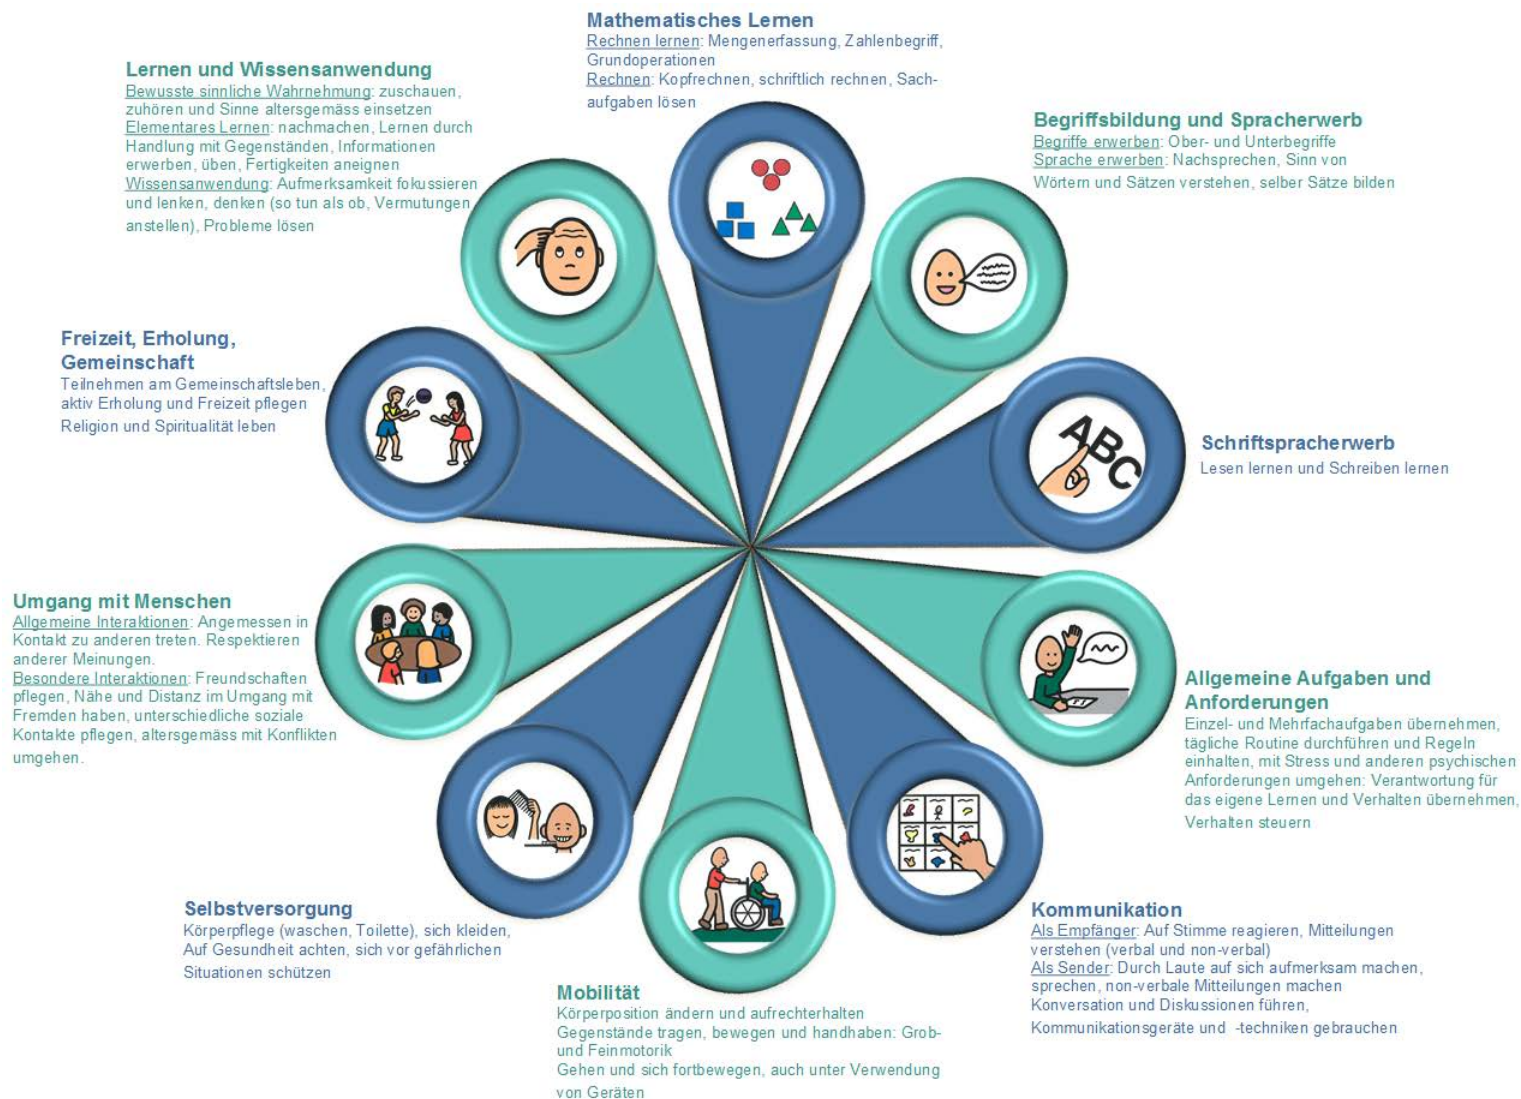 Mathematisches Lernen
Rechnen lernen: Mengenerfassung, Zahlenbegriff,
Grundoperationen
Rechnen: Kopfrechnen, schriftlich rechnen, Sach-
aufgaben lösen
Begriffsbildung und Spracherwerb
Begriffe erwerben: Ober- und Unterbegriffe
Sprache erwerben: Nachsprechen, Sinn von
Wörtern und Sätzen verstehen, selber Sätze bilden
ABC
Schriftspracherwerb
Lesen lernen und Schreiben lernen
Allgemeine Aufgaben und
Anforderungen
Einzel- und Mehrfachaufgaben übernehmen,
tägliche Routine durchführen und Regeln
einhalten, mit Stress und anderen psychischen
Anforderungen umgehen: Verantwortung für
das eigene Lernen und Verhalten übernehmen,
Verhalten steuern
Kommunikation
Als Empfänger: Auf Stimme reagieren, Mitteilungen
verstehen (verbal und non-verbal)
Als Sender: Durch Laute auf sich aufmerksam machen,
sprechen, non-verbale Mitteilungen machen
Konversation und Diskussionen führen,
Kommunikationsgeräte und -techniken gebrauchen
Mobilität
Körperposition ändern und aufrechterhalten
Gegenstände tragen, bewegen und handhaben: Grob-
und Feinmotorik
Gehen und sich fortbewegen, auch unter Verwendung
von Geräten
Selbstversorgung
Körperpflege (waschen, Toilette), sich kleiden,
Auf Gesundheit achten, sich vor gefährlichen
Situationen schützen
Umgang mit Menschen
Allgemeine Interaktionen: Angemessen in
Kontakt zu anderen treten. Respektieren
anderer Meinungen.
Besondere Interaktionen: Freundschaften
pflegen, Nähe und Distanz im Umgang mit
Fremden haben, unterschiedliche soziale
Kontakte pflegen, altersgemäss mit Konflikten
umgehen.
Freizeit, Erholung,
Gemeinschaft
Teilnehmen am Gemeinschaftsleben,
aktiv Erholung und Freizeit pflegen
Religion und Spiritualität leben
Lernen und Wissensanwendung
Bewusste sinnliche Wahrnehmung: zuschauen,
zuhören und Sinne altersgemäss einsetzen
Elementares Lernen: nachmachen, Lernen durch
Handlung mit Gegenständen, Informationen
erwerben, üben, Fertigkeiten aneignen
Wissensanwendung: Aufmerksamkeit fokussieren
und lenken, denken (so tun als ob, Vermutungen
anstellen), Probleme lösen